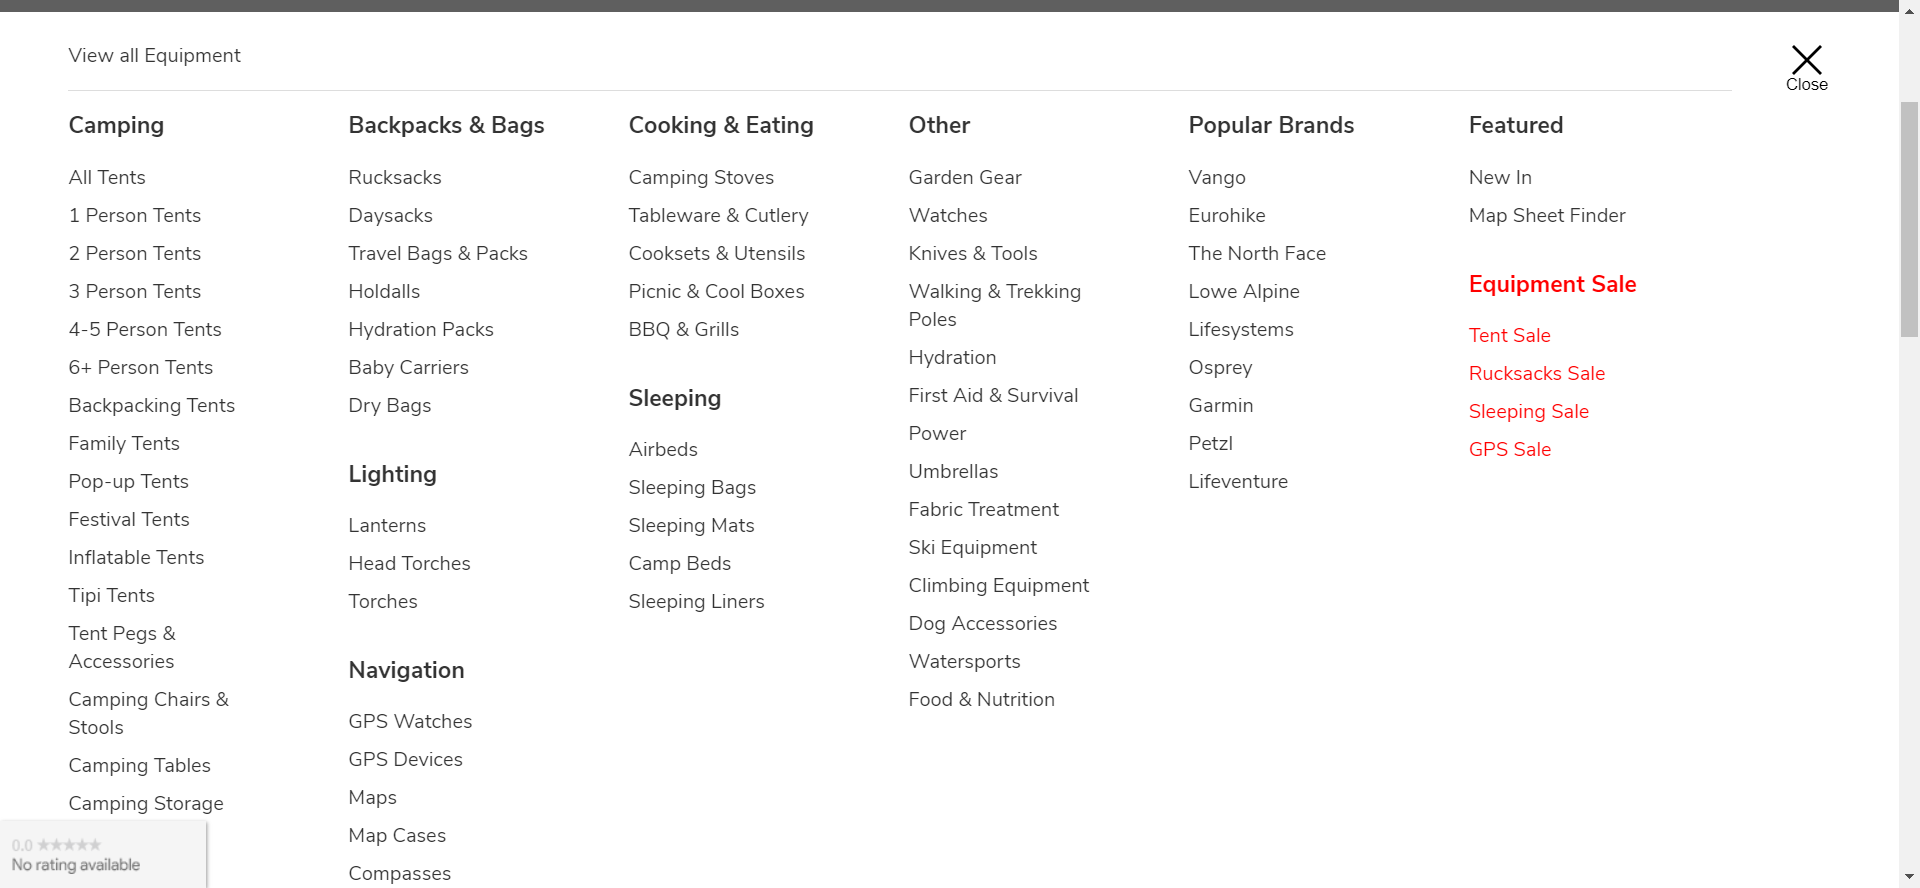 View all Equipment
Close
Camping
All Tents
1 Person Tents
2 Person Tents
3 Person Tents
4-5 Person Tents
6+ Person Tents
Backpacking Tents
Family Tents
Pop-up Tents
Festival Tents
Inflatable Tents
Tipi Tents
Tent Pegs &
Accessories
Camping Chairs &
Stools
Camping Tables
Camping Storage
Backpacks & Bags
Rucksacks
Daysacks
Travel Bags & Packs
Holdalls
Hydration Packs
Baby Carriers
Dry Bags
Lighting
Lanterns
Head Torches
Torches
Navigation
GPS Watches
GPS Devices
Maps
Map Cases
Compasses
Cooking & Eating
Camping Stoves
Tableware & Cutlery
Cooksets & Utensils
Picnic & Cool Boxes
BBQ & Grills
Sleeping
Airbeds
Sleeping Bags
Sleeping Mats
Camp Beds
Sleeping Liners
Other
Garden Gear
Watches
Knives & Tools
Walking & Trekking
Poles
Hydration
First Aid & Survival
Power
Umbrellas
Fabric Treatment
Ski Equipment
Climbing Equipment
Dog Accessories
Watersports
Food & Nutrition
Popular Brands
Vango
Eurohike
The North Face
Lowe Alpine
Lifesystems
Osprey
Garmin
Petzl
Lifeventure
Featured
New In
Map Sheet Finder
Equipment Sale
Tent Sale
Rucksacks Sale
Sleeping Sale
GPS Sale
0.0 ★★★★★
No rating available